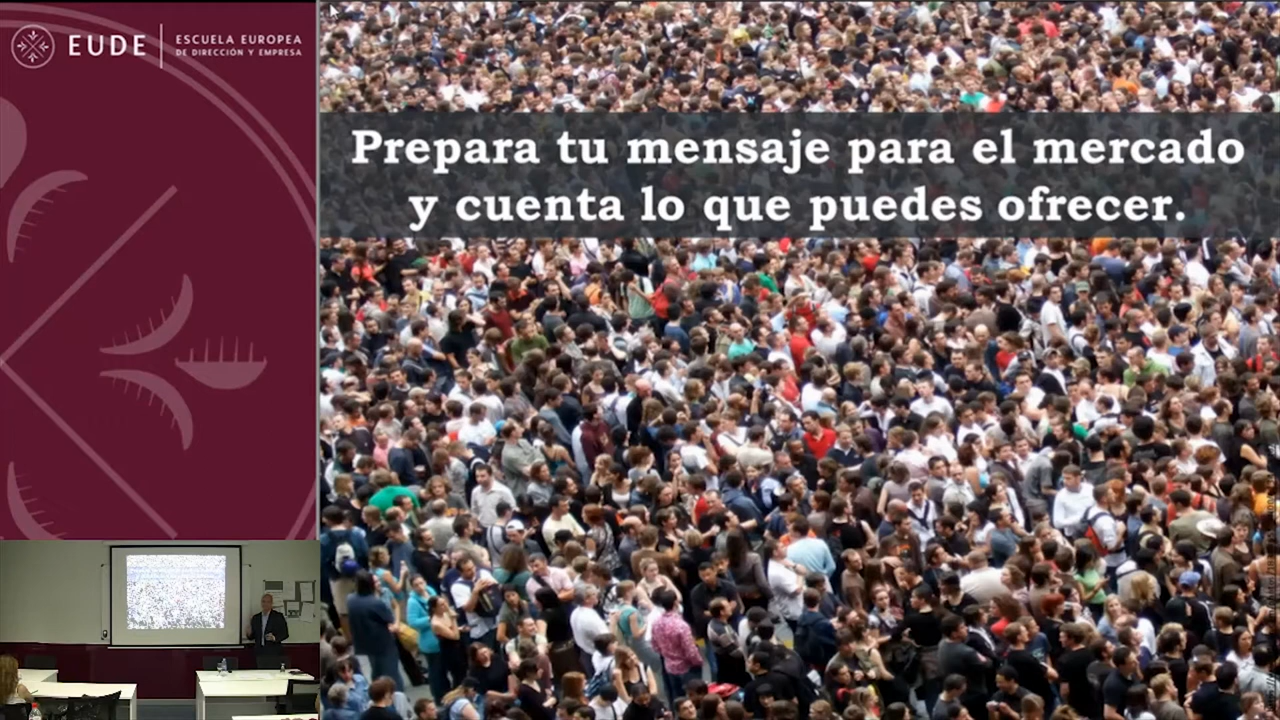 EUDE
ESCUELA EUROPEA
DE DIRECCIÓN Y EMPRESA
Prepara tu mensaje para el mercado
y cuenta lo que puedes ofrecer.